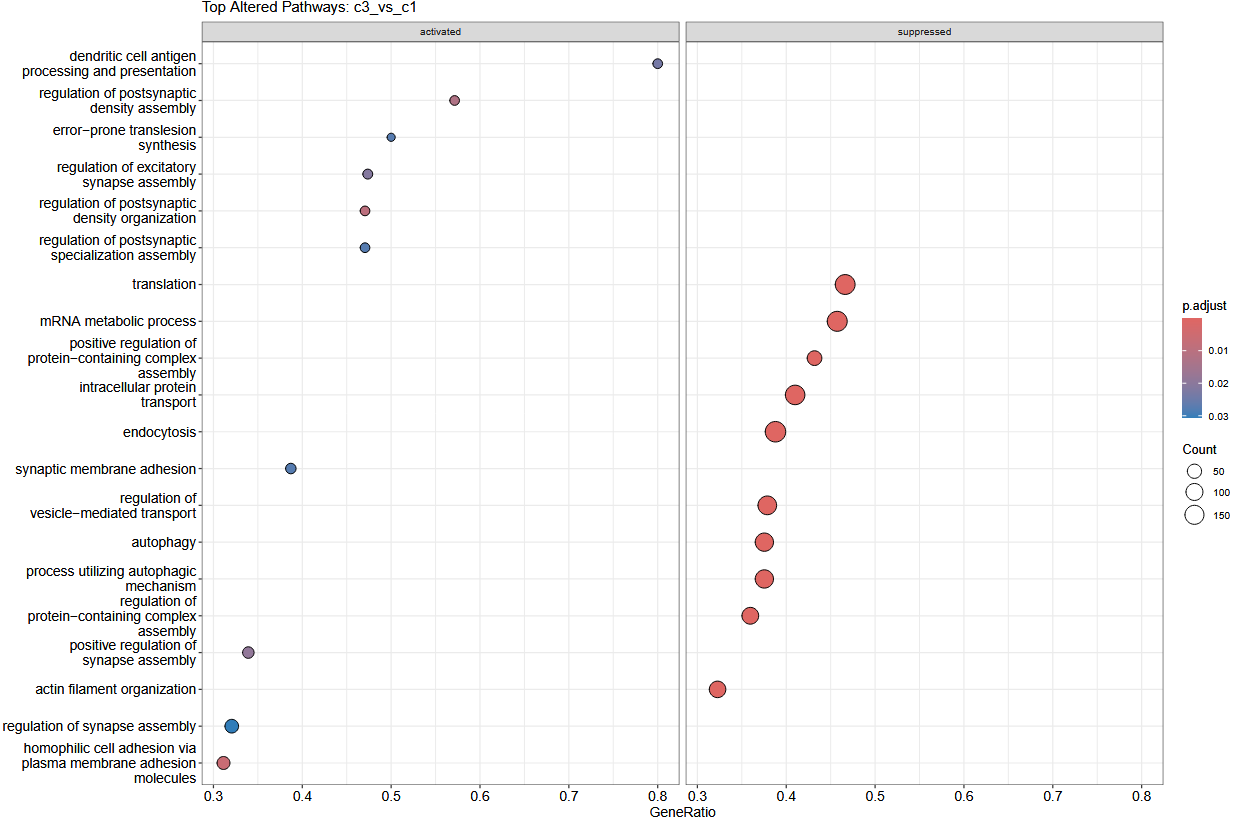 Top Altered Pathways: c3_vs_c1
activated
suppressed
dendritic cell antigen
processing and presentation
regulation of postsynaptic
density assembly
error−prone translesion
synthesis
regulation of excitatory
synapse assembly
regulation of postsynaptic
density organization
regulation of postsynaptic
specialization assembly
translation
mRNA metabolic process
positive regulation of
protein−containing complex
assembly
intracellular protein
transport
endocytosis
synaptic membrane adhesion
regulation of
vesicle−mediated transport
autophagy
process utilizing autophagic
mechanism
regulation of
protein−containing complex
assembly
positive regulation of
synapse assembly
actin filament organization
regulation of synapse assembly
homophilic cell adhesion via
plasma membrane adhesion
molecules
0.3 0.4 0.5 0.6 0.7 0.8
0.3 0.4 0.5 0.6 0.7 0.8
GeneRatio
p.adjust
0.01
0.02
0.03
Count
50
100
150